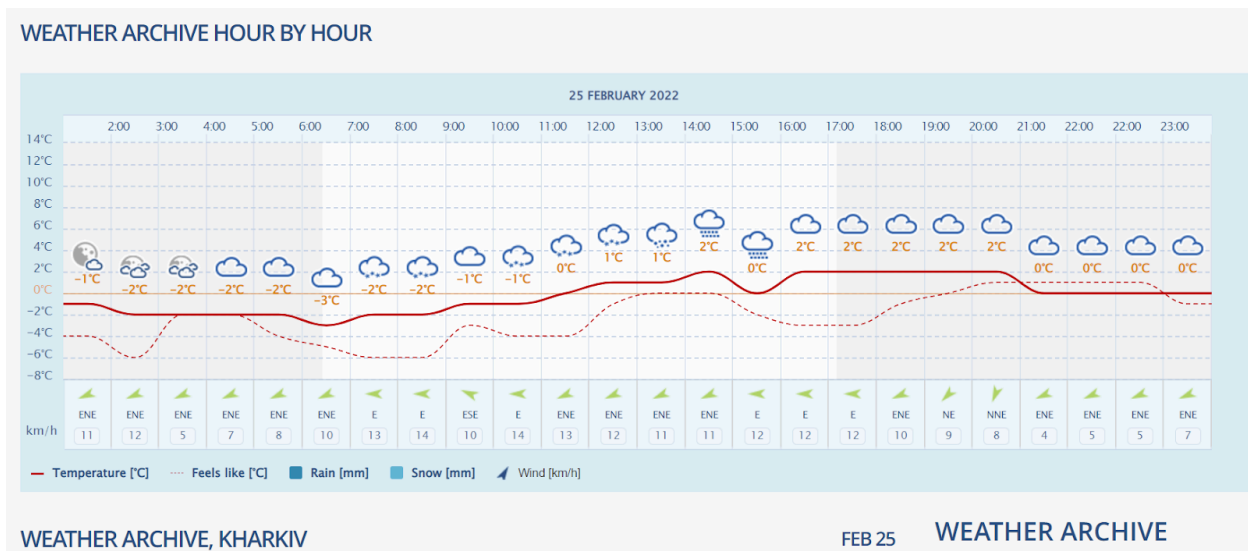 WEATHER ARCHIVE HOUR BY HOUR
25 FEBRUARY 2022
2:00 3:00 4:00 5:00 6:00 7:00 8:00 9:00 10:00 11:00 12:00 13:00 14:00 15:00 16:00 17:00 18:00 19:00 20:00 21:00 22:00 22:00 23:00
14°C
12°C
10°C
8°C
6°C
4°C
2°C
0°C
-2°C
-4°C
-6°C
-8°C
-1°C -2°C -2°C -2°C -2°C -3°C -2°C -2°C -1°C -1°C 0°C 1°C 1°C 2°C 0°C 2°C 2°C 2°C 2°C 2°C 0°C 0°C 0°C 0°C
ENE ENE ENE ENE ENE ENE E E ESE E ENE ENE ENE ENE E E E ENE NE NNE ENE ENE ENE ENE
km/h 11 12 5 7 8 10 13 14 10 14 13 12 11 11 12 12 12 10 9 8 4 5 5 7
Temperature [°C] Feels like [°C] Rain [mm] Snow [mm] Wind [km/h]
WEATHER ARCHIVE, KHARKIV FEB 25 WEATHER ARCHIVE